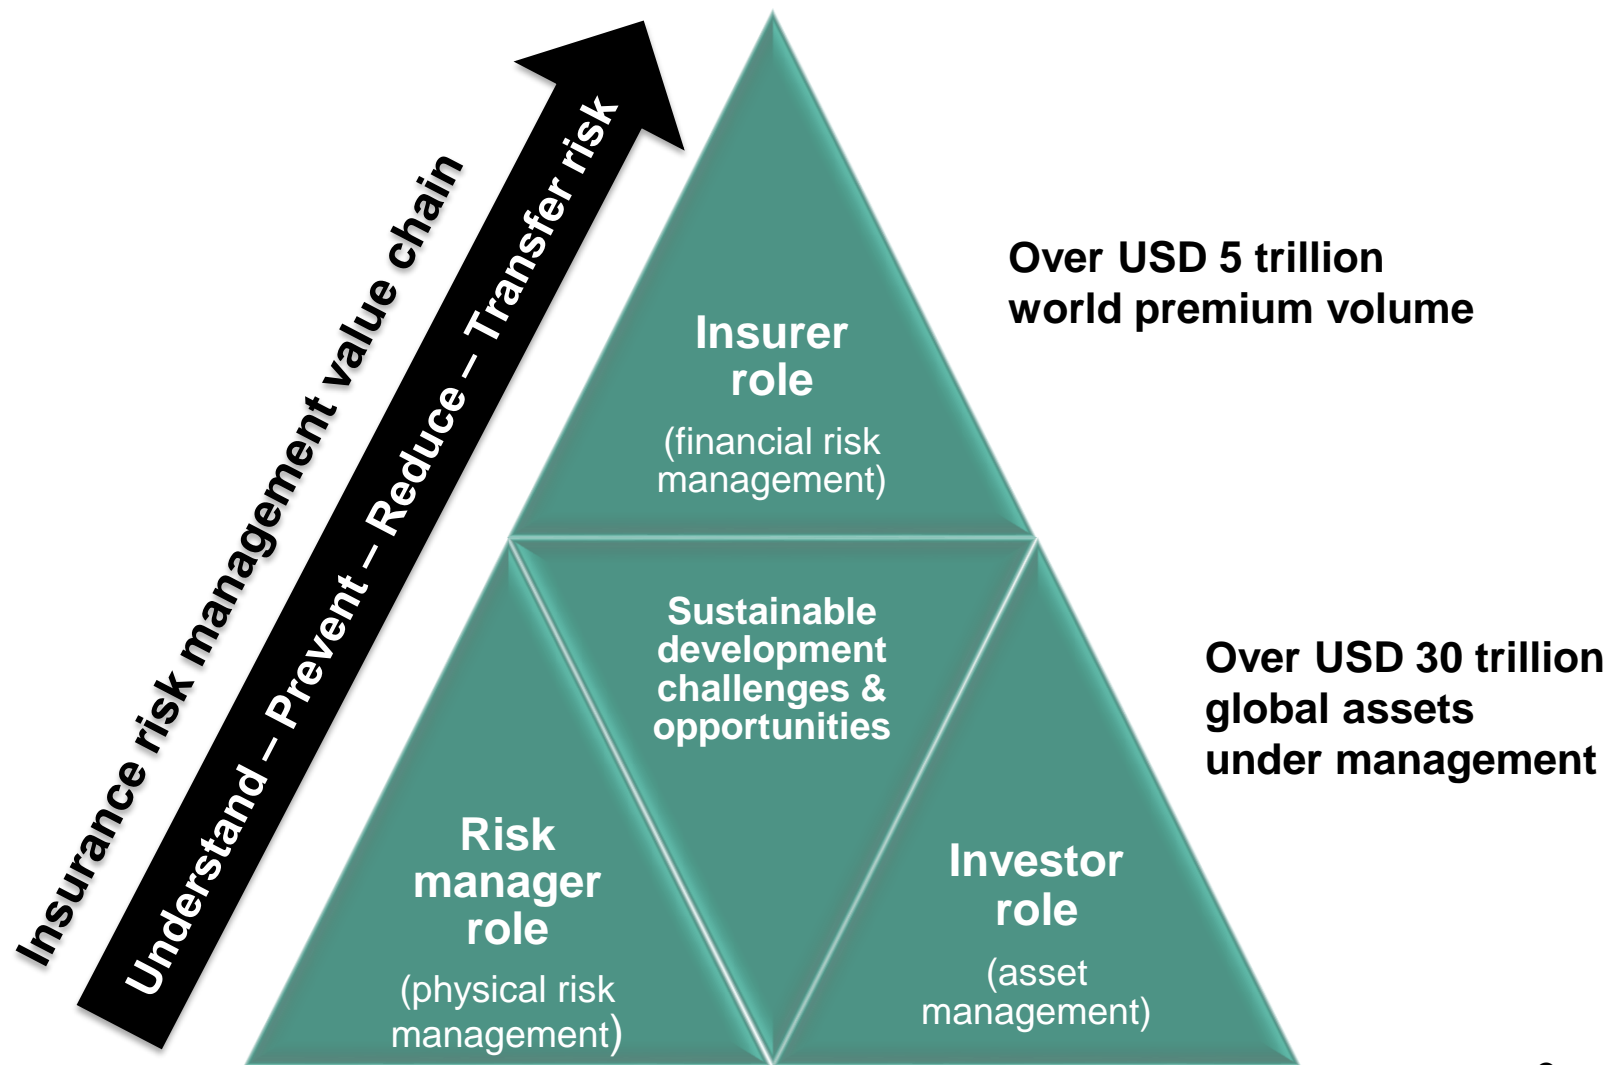 Insurance risk management value chain
Understand – Prevent – Reduce – Transfer risk
Over USD 5 trillion
world premium volume
Insurer
role
(financial risk
management)
Sustainable
development
challenges &
opportunities
Over USD 30 trillion
global assets
under management
Risk
manager
role
(physical risk
management)
Investor
role
(asset
management)